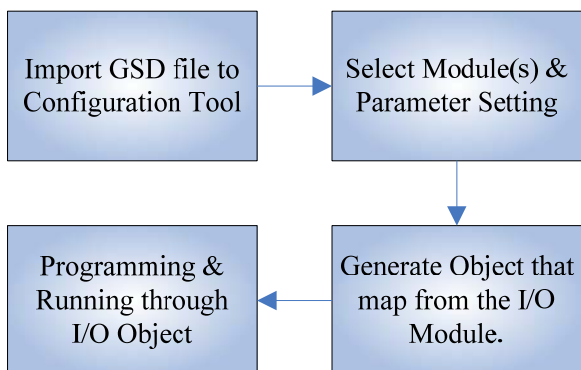 Import GSD file to
Configuration Tool
Select Module(s) &
Parameter Setting
Generate Object that
map from the I/O
Module.
Programming &
Running through
I/O Object